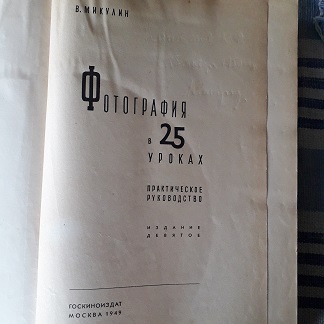 В. МИКУЛИН
ФОТОГРАФИЯ
В 25
УРОКАХ
ПРАКТИЧЕСКОЕ
РУКОВОДСТВО
ИЗДАНИЕ
ДЕВЯТОЕ
ГОСКИНОИЗДАТ
МОСКВА 1949